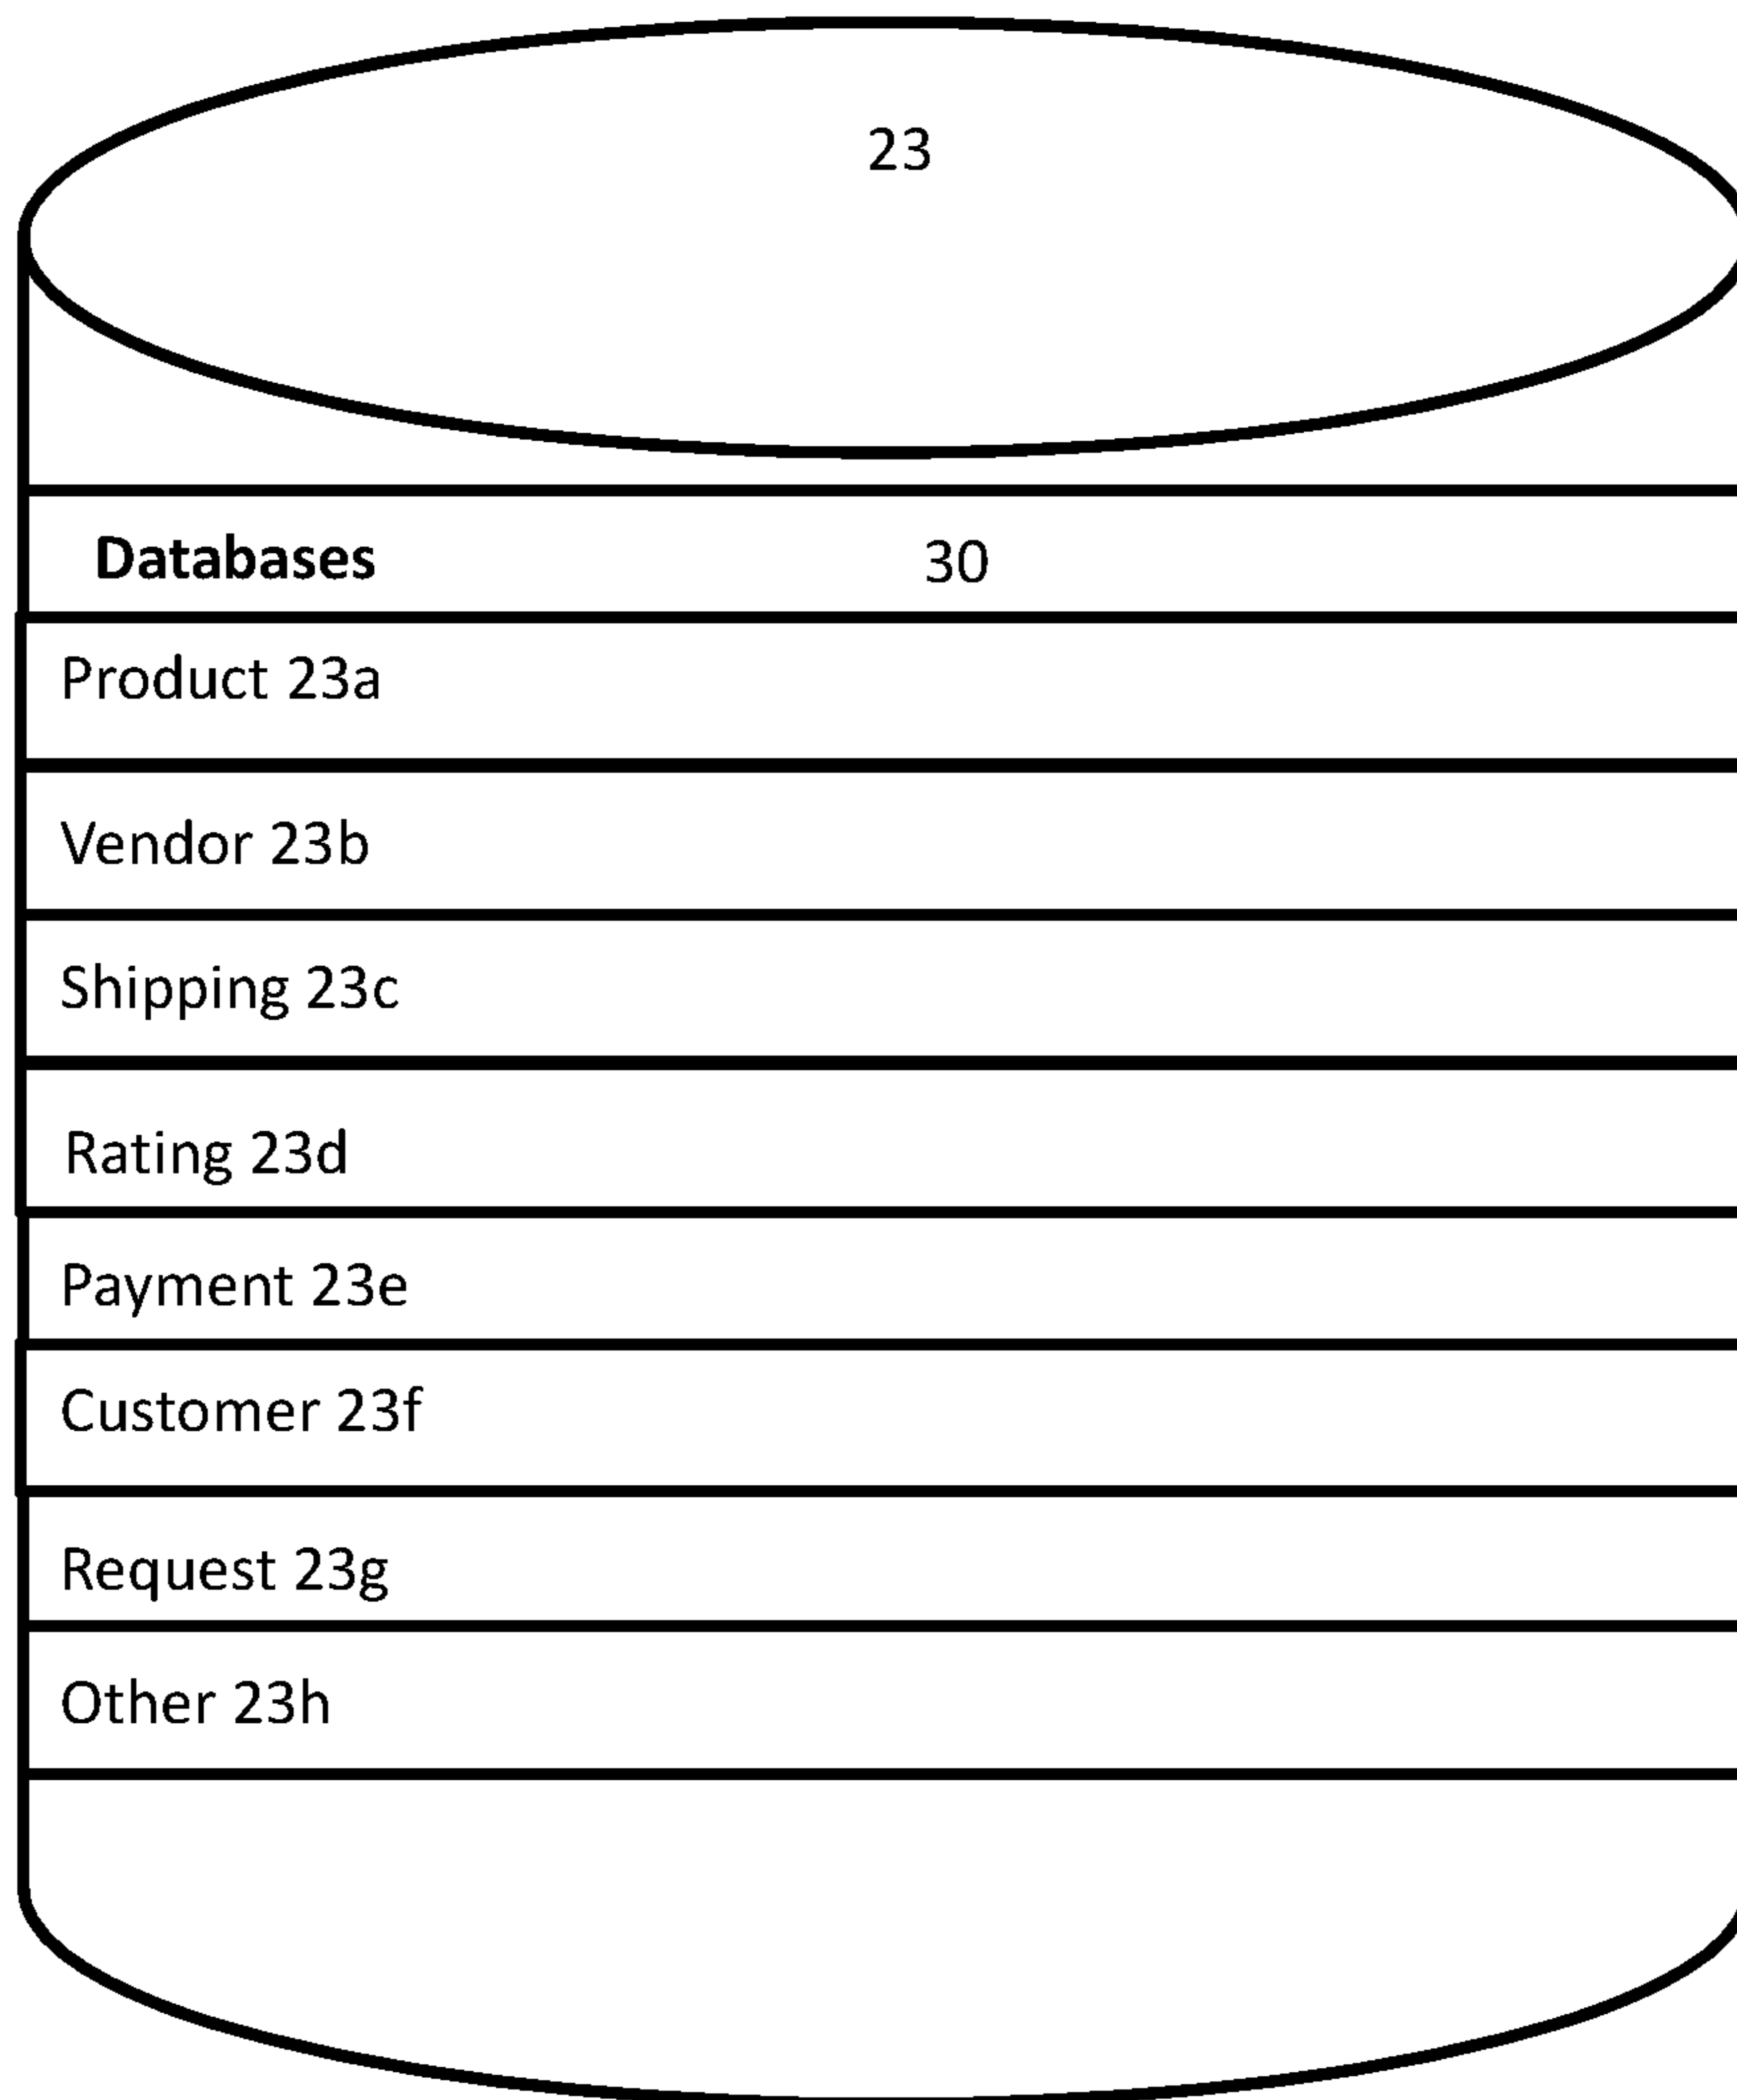 23
Databases 30
Product 23a
Vendor 23b
Shipping 23c
Rating 23d
Payment 23e
Customer 23f
Request 23g
Other 23h